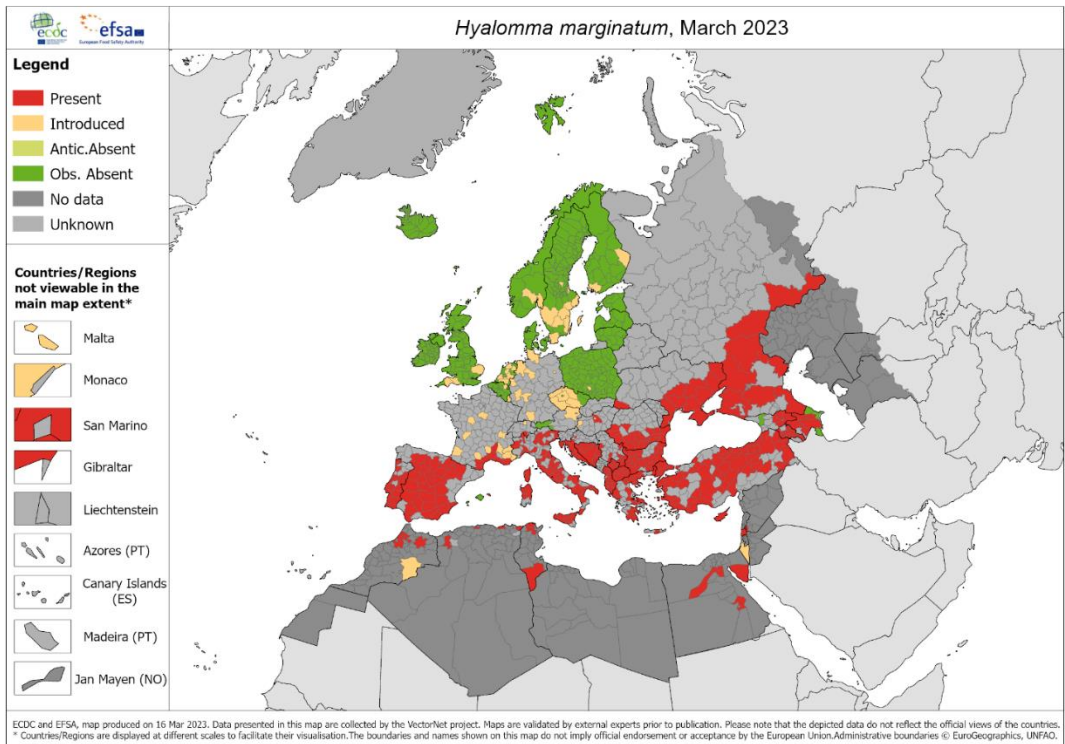 ecdc
efsa
European Food Safety Authority
Hyalomma marginatum, March 2023
Legend
Present
Introduced
Antic.Absent
Obs. Absent
No data
Unknown
Countries/Regions
not viewable in the
main map extent*
Malta
Monaco
San Marino
Gibraltar
Liechtenstein
Azores (PT)
Canary Islands
(ES)
Madeira (PT)
Jan Mayen (NO)
ECDC and EFSA, map produced on 16 Mar 2023. Data presented in this map are collected by the VectorNet project. Maps are validated by external experts prior to publication. Please note that the depicted data do not reflect the official views of the countries.
* Countries/Regions are displayed at different scales to facilitate their visualisation.The boundaries and names shown on this map do not imply official endorsement or acceptance by the European Union.Administrative boundaries © EuroGeographics, UNFAO.